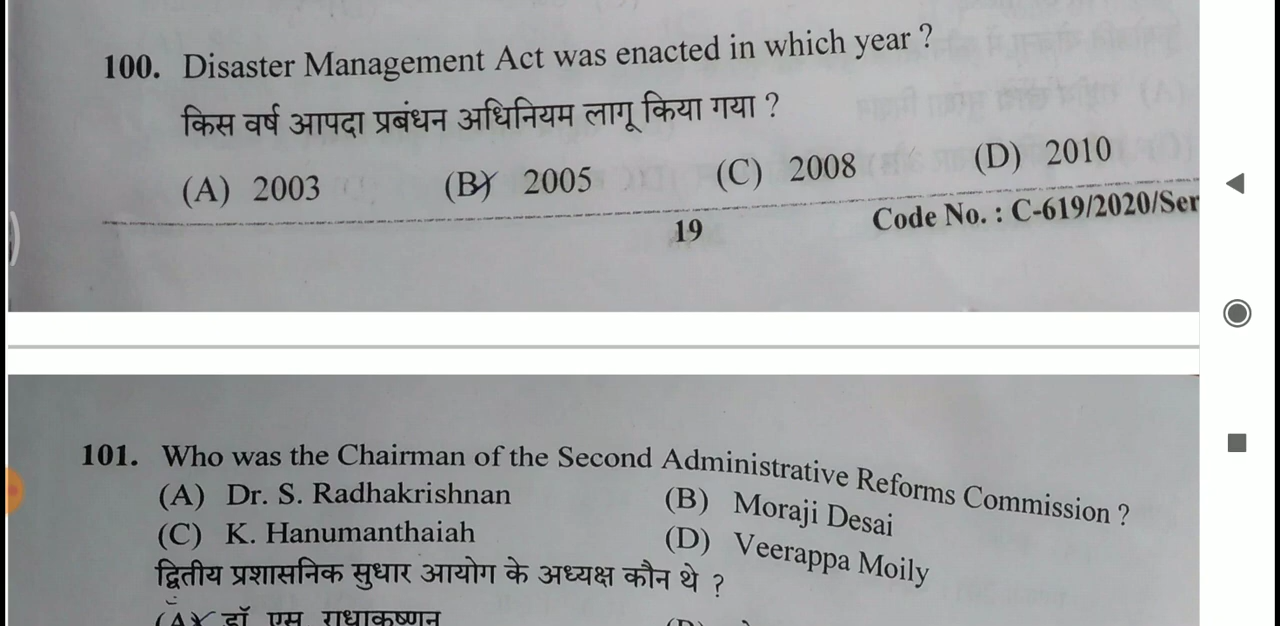 100. Disaster Management Act was enacted in which year ?
किस वर्ष आपदा प्रबंधन अधिनियम लागू किया गया ?
(A) 2003 (B) 2005 (C) 2008 (D) 2010
19 Code No. : C-619/2020/Ser
101. Who was the Chairman of the Second Administrative Reforms Commission ?
(A) Dr. S. Radhakrishnan (B) Moraji Desai
(C) K. Hanumanthaiah (D) Veerappa Moily
द्वितीय प्रशासनिक सुधार आयोग के अध्यक्ष कौन थे ?
(A) डॉ एस राधाकृष्णन